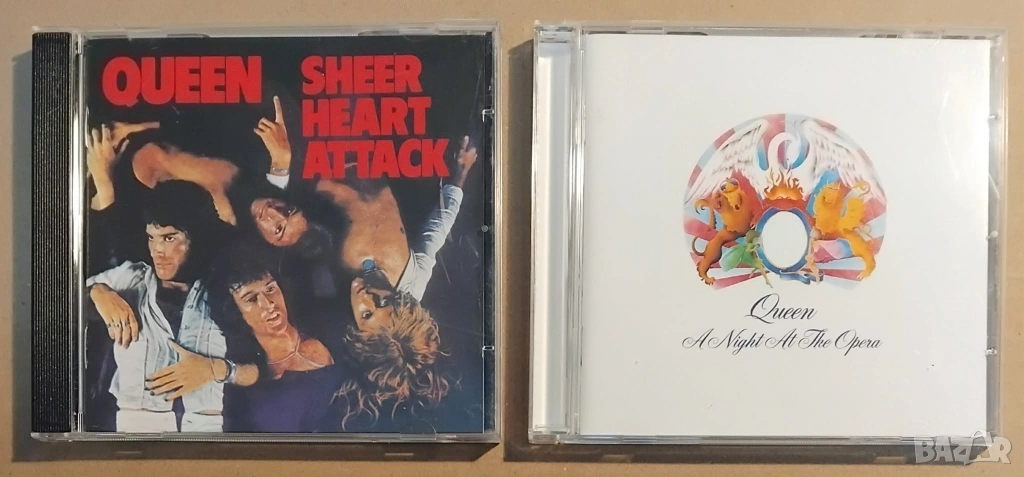 QUEEN
SHEER
HEART
ATTACK
Queen
A Night At The Opera
BAZAR